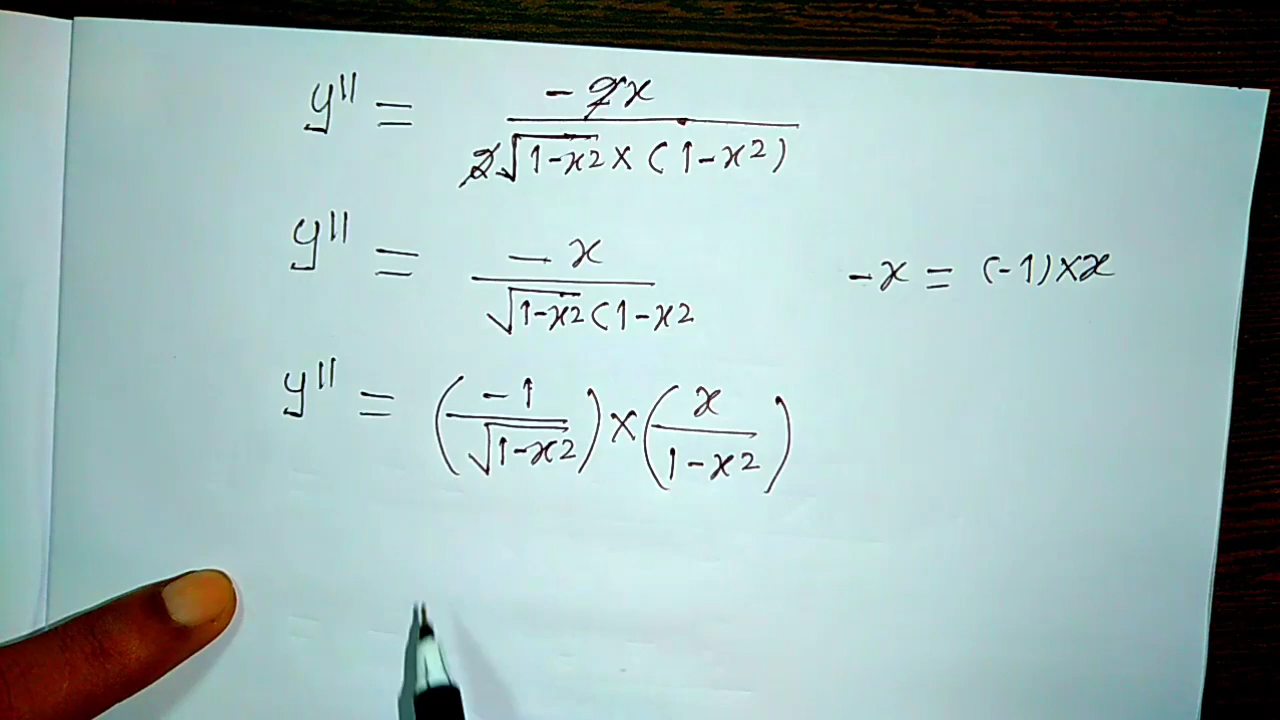 y'' = -2x / 2√1-x2 × (1-x2)
y'' = -x / √1-x2 (1-x2
-x = (-1)×x
y'' = (-1 / √1-x2) × (x / 1-x2)